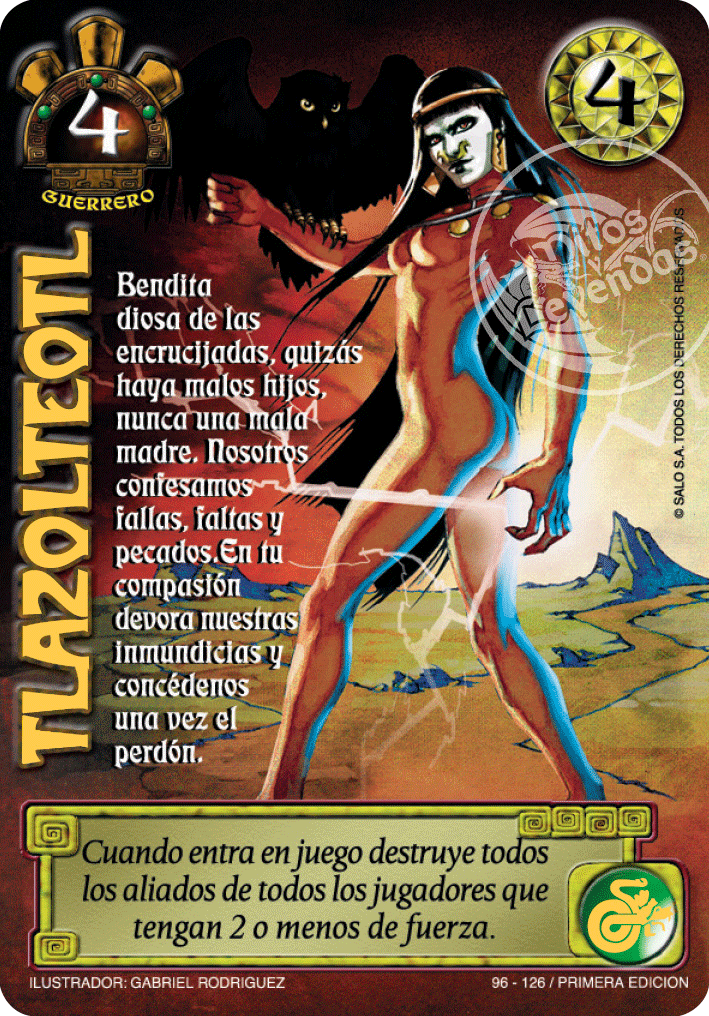 4
GUERRERO
4
TLAZOLTEOTL
Mitos
y
Leyendas
Bendita
diosa de las
encrucijadas, quizás
haya malos hijos,
nunca una mala
madre. Nosotros
confesamos
fallas, faltas y
pecados.En tu
compasión
devora nuestras
inmundicias y
concédenos
una vez el
perdón.
© SALO S.A. TODOS LOS DERECHOS RESERVADOS
Cuando entra en juego destruye todos
los aliados de todos los jugadores que
tengan 2 o menos de fuerza.
ILUSTRADOR: GABRIEL RODRIGUEZ
96 - 126 / PRIMERA EDICION